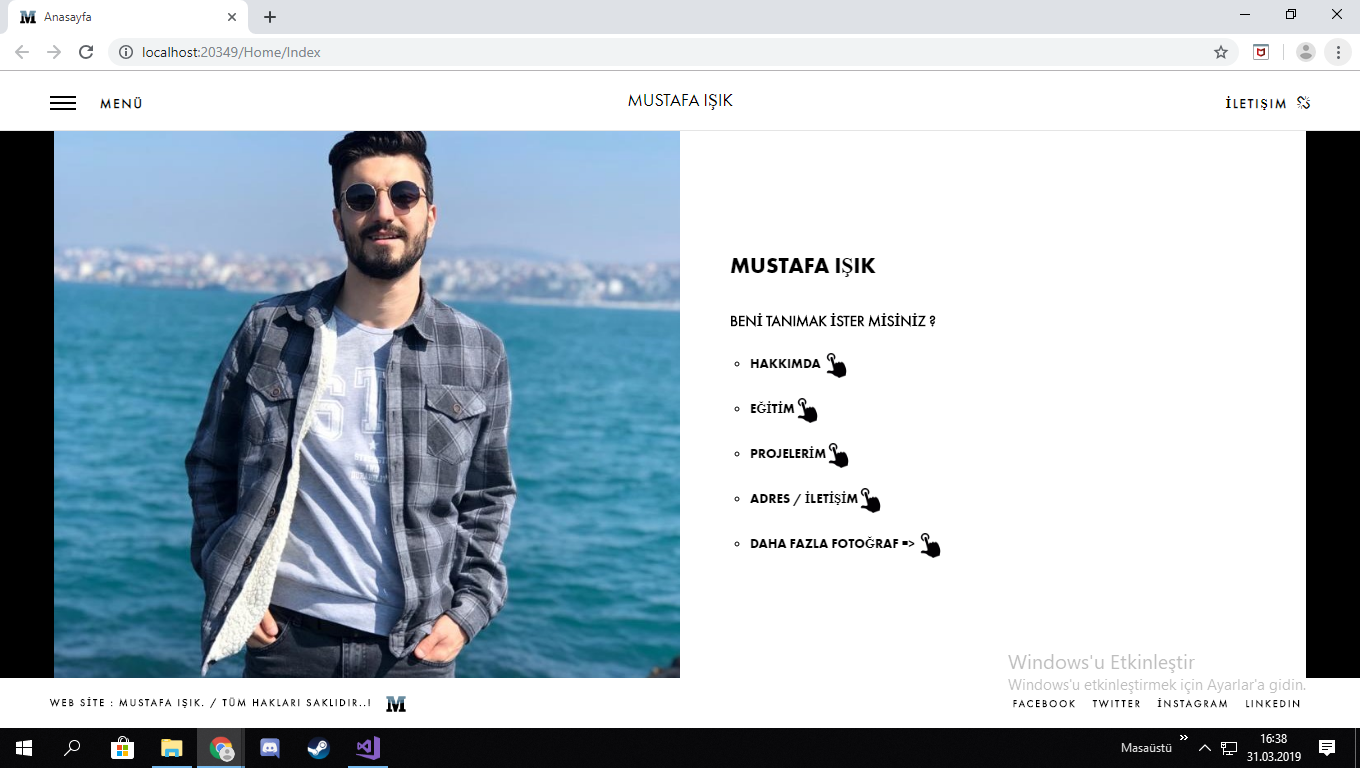 Anasayfa
localhost:20349/Home/Index
MENÜ
MUSTAFA IŞIK
İLETIŞIM
ST
MUSTAFA IŞIK
BENİ TANIMAK İSTER MİSİNİZ ?
HAKKIMDA
EĞİTİM
PROJELERİM
ADRES / İLETİŞİM
DAHA FAZLA FOTOĞRAF =>
Windows'u Etkinleştir
Windows'u etkinleştirmek için Ayarlar'a gidin.
WEB SİTE : MUSTAFA IŞIK. / TÜM HAKLARI SAKLIDIR..! M
FACEBOOK TWITTER İNSTAGRAM LINKEDIN
Masaüstü
16:38
31.03.2019